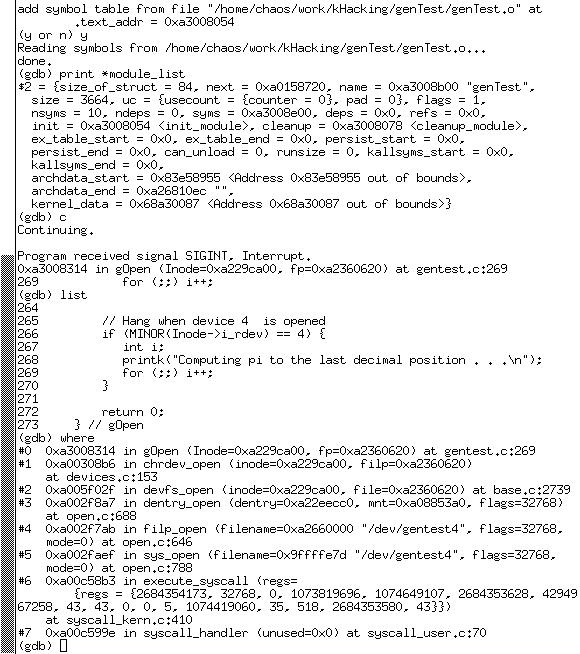 add symbol table from file "/home/chaos/work/kHacking/genTest/genTest.o" at
        .text_addr = 0xa3008054
(y or n) y
Reading symbols from /home/chaos/work/kHacking/genTest/genTest.o...
done.
(gdb) print *module_list
#2 = {size_of_struct = 84, next = 0xa0158720, name = 0xa3008b00 "genTest",
  size = 3664, uc = {usecount = {counter = 0}, pad = 0}, flags = 1,
  nsyms = 10, ndeps = 0, syms = 0xa3008e00, deps = 0x0, refs = 0x0,
  init = 0xa3008054 <init_module>, cleanup = 0xa3008078 <cleanup_module>,
  ex_table_start = 0x0, ex_table_end = 0x0, persist_start = 0x0,
  persist_end = 0x0, can_unload = 0, runsize = 0, kallsyms_start = 0x0,
  kallsyms_end = 0x0,
  archdata_start = 0x83e58955 <Address 0x83e58955 out of bounds>,
  archdata_end = 0xa26810ec "",
  kernel_data = 0x68a30087 <Address 0x68a30087 out of bounds>}
(gdb) c
Continuing.

Program received signal SIGINT, Interrupt.
0xa3008314 in gOpen (Inode=0xa229ca00, fp=0xa2360620) at gentest.c:269
269             for (;;) i++;
(gdb) list
264
265          // Hang when device 4  is opened
266          if (MINOR(Inode->i_rdev) == 4) {
267             int i;
268             printk("Computing pi to the last decimal position . . .\n");
269             for (;;) i++;
270          }
271
272          return 0;
273     } // gOpen
(gdb) where
#0  0xa3008314 in gOpen (Inode=0xa229ca00, fp=0xa2360620) at gentest.c:269
#1  0xa00308b6 in chrdev_open (inode=0xa229ca00, filp=0xa2360620)
    at devices.c:153
#2  0xa005f02f in devfs_open (inode=0xa229ca00, file=0xa2360620) at base.c:2739
#3  0xa002f8a7 in dentry_open (dentry=0xa22eecc0, mnt=0xa08853a0, flags=32768)
    at open.c:688
#4  0xa002f7ab in filp_open (filename=0xa2660000 "/dev/gentest4", flags=32768,
    mode=0) at open.c:646
#5  0xa002faef in sys_open (filename=0x9ffffe7d "/dev/gentest4", flags=32768,
    mode=0) at open.c:788
#6  0xa00c58b3 in execute_syscall (regs=
        {regs = {2684354173, 32768, 0, 1073819696, 1074649107, 2684353628, 42949
67258, 43, 43, 0, 0, 5, 1074419060, 35, 518, 2684353580, 43}})
    at syscall_kern.c:410
#7  0xa00c599e in syscall_handler (unused=0x0) at syscall_user.c:70
(gdb)